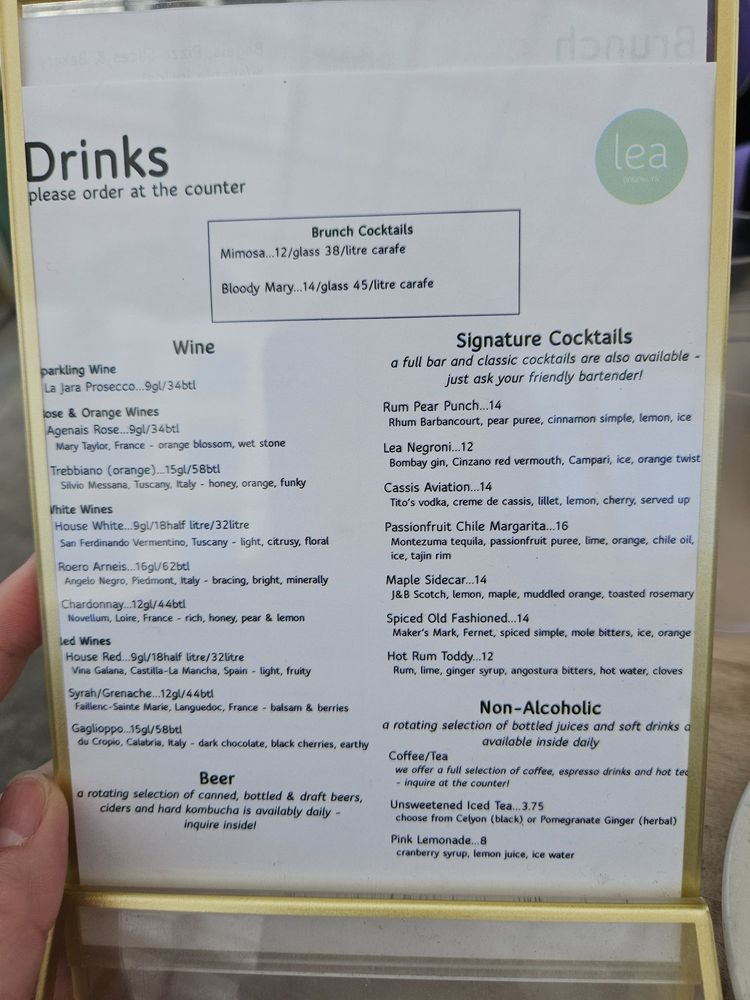 Brunch
Drinks
please order at the counter
lea
Brunch Cocktails
Mimosa...12/glass 38/litre carafe
Bloody Mary...14/glass 45/litre carafe
Wine
parkling Wine
La Jara Prosecco...9gl/34btl
ose & Orange Wines
Agenais Rose...9gl/34btl
Mary Taylor, France - orange blossom, wet stone
Trebbiano (orange)...15gl/58btl
Silvio Messana, Tuscany, Italy - honey, orange, funky
White Wines
House White...9gl/18half litre/32litre
San Ferdinando Vermentino, Tuscany - light, citrusy, floral
Roero Arneis...16gl/62btl
Angelo Negro, Piedmont, Italy - bracing, bright, minerally
Chardonnay...12gl/44btl
Novellum, Loire, France - rich, honey, pear & lemon
Red Wines
House Red...9gl/18half litre/32litre
Vina Galana, Castilla-La Mancha, Spain - light, fruity
Syrah/Grenache...12gl/44btl
Faillenc-Sainte Marie, Languedoc, France - balsam & berries
Gaglioppo...15gl/58btl
du Cropio, Calabria, Italy - dark chocolate, black cherries, earthy
Beer
a rotating selection of canned, bottled & draft beers,
ciders and hard kombucha is availably daily -
inquire inside!
Signature Cocktails
a full bar and classic cocktails are also available -
just ask your friendly bartender!
Rum Pear Punch...14
Rhum Barbancourt, pear puree, cinnamon simple, lemon, ice
Lea Negroni...12
Bombay gin, Cinzano red vermouth, Campari, ice, orange twist
Cassis Aviation...14
Tito's vodka, creme de cassis, lillet, lemon, cherry, served up
Passionfruit Chile Margarita...16
Montezuma tequila, passionfruit puree, lime, orange, chile oil,
ice, tajin rim
Maple Sidecar...14
J&B Scotch, lemon, maple, muddled orange, toasted rosemary
Spiced Old Fashioned...14
Maker's Mark, Fernet, spiced simple, mole bitters, ice, orange
Hot Rum Toddy...12
Rum, lime, ginger syrup, angostura bitters, hot water, cloves
Non-Alcoholic
a rotating selection of bottled juices and soft drinks a
available inside daily
Coffee/Tea
we offer a full selection of coffee, espresso drinks and hot tea
- inquire at the counter!
Unsweetened Iced Tea...3.75
choose from Celyon (black) or Pomegranate Ginger (herbal)
Pink Lemonade...8
cranberry syrup, lemon juice, ice water